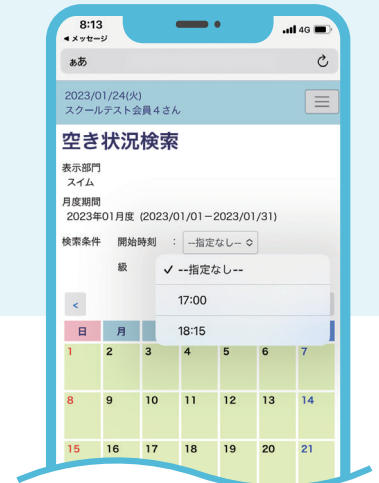 8:13
4G
◀ メッセージ
ぁあ
2023/01/24(火)
スクールテスト会員4さん
空き状況検索
表示部門
スイム
月度期間
2023年01月度 (2023/01/01-2023/01/31)
検索条件 開始時刻 : --指定なし--
級
✓ --指定なし--
17:00
18:15
<
日 月
1 2 3 4 5 6 7
8 9 10 11 12 13 14
15 16 17 18 19 20 21